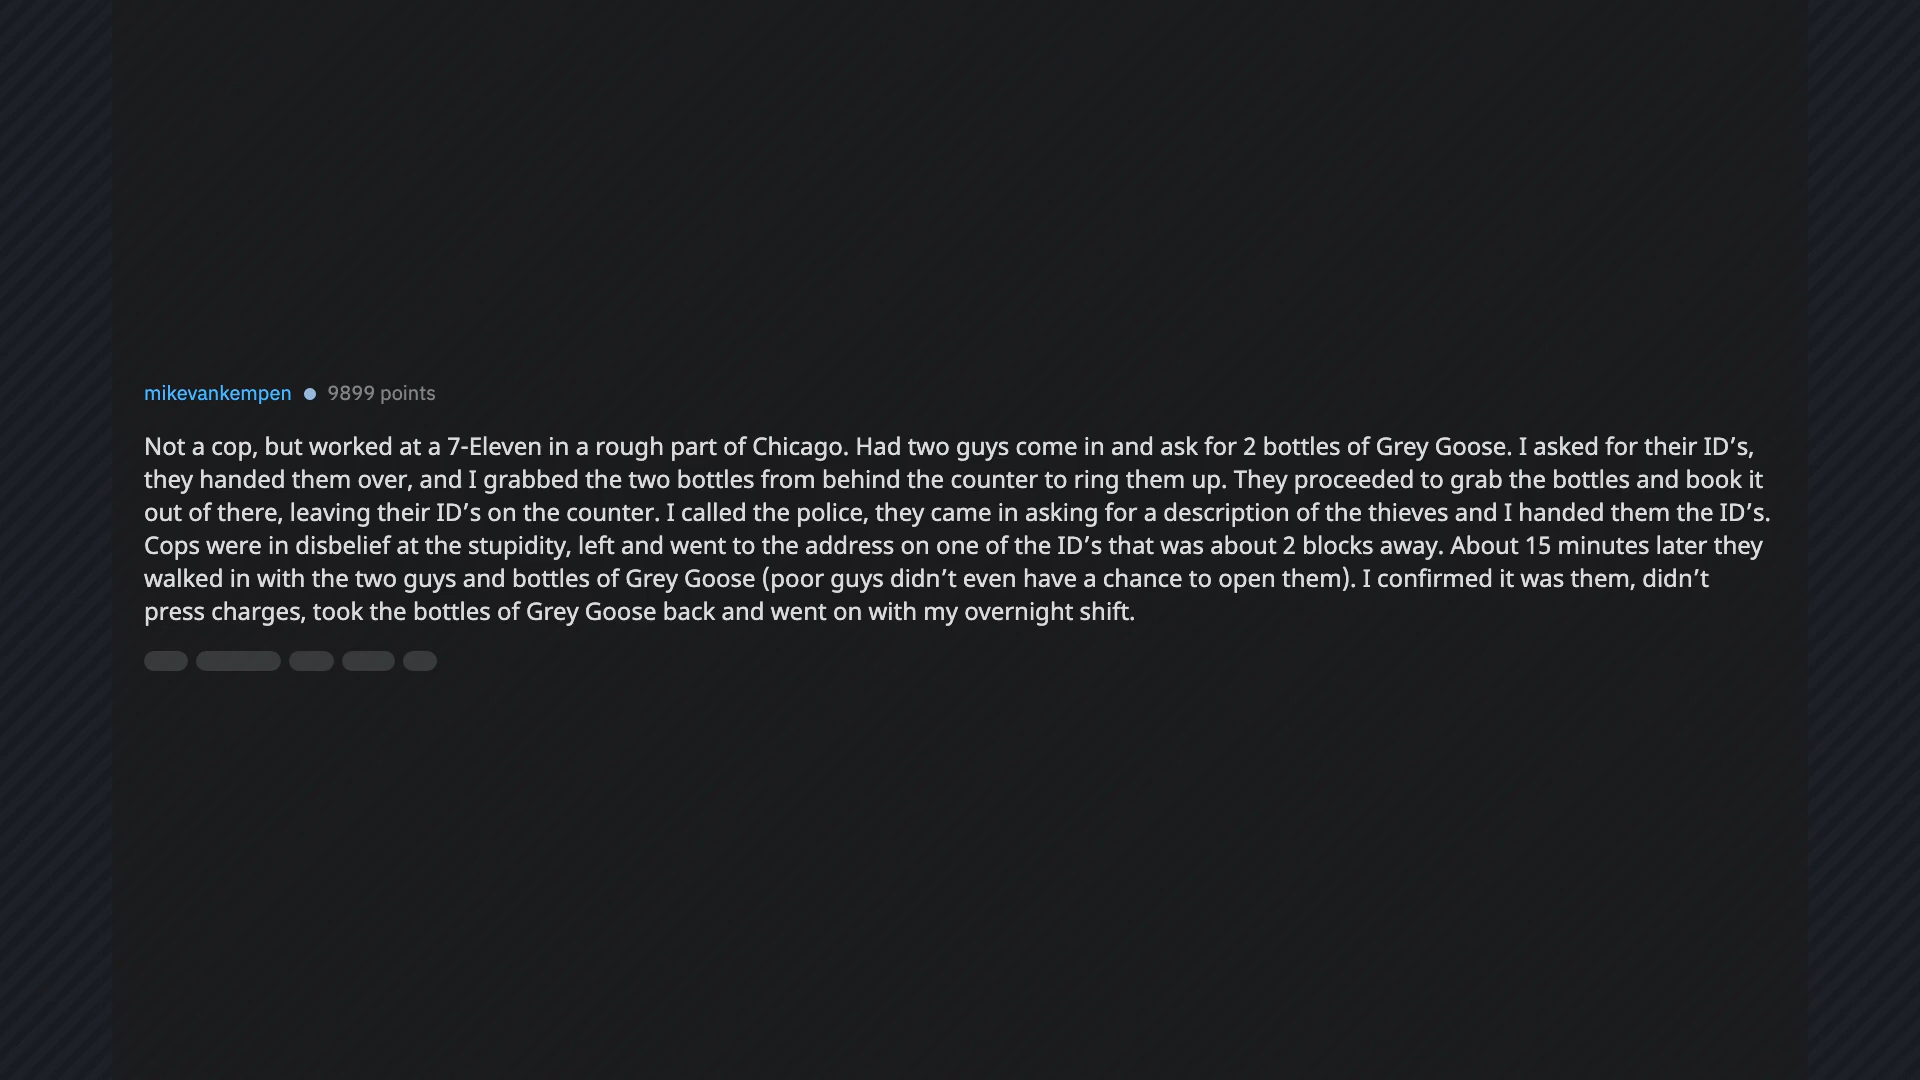 mikevankempen ● 9899 points
Not a cop, but worked at a 7-Eleven in a rough part of Chicago. Had two guys come in and ask for 2 bottles of Grey Goose. I asked for their ID’s,
they handed them over, and I grabbed the two bottles from behind the counter to ring them up. They proceeded to grab the bottles and book it
out of there, leaving their ID’s on the counter. I called the police, they came in asking for a description of the thieves and I handed them the ID’s.
Cops were in disbelief at the stupidity, left and went to the address on one of the ID’s that was about 2 blocks away. About 15 minutes later they
walked in with the two guys and bottles of Grey Goose (poor guys didn’t even have a chance to open them). I confirmed it was them, didn’t
press charges, took the bottles of Grey Goose back and went on with my overnight shift.